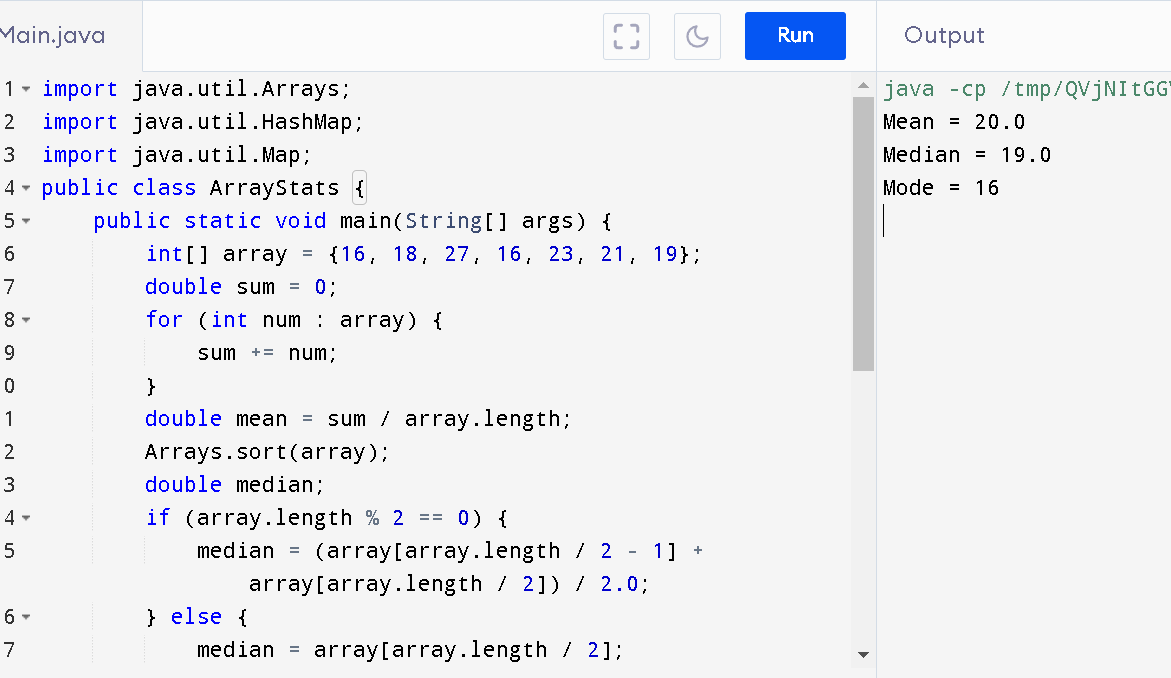 Main.java
Run
Output
1 import java.util.Arrays;
2 import java.util.HashMap;
3 import java.util.Map;
4 public class ArrayStats {
5 public static void main(String[] args) {
6 int[] array = {16, 18, 27, 16, 23, 21, 19};
7 double sum = 0;
8 for (int num : array) {
9 sum += num;
0 }
1 double mean = sum / array.length;
2 Arrays.sort(array);
3 double median;
4 if (array.length % 2 == 0) {
5 median = (array[array.length / 2 - 1] +
array[array.length / 2]) / 2.0;
6 } else {
7 median = array[array.length / 2];
java -cp /tmp/QVjNItGG
Mean = 20.0
Median = 19.0
Mode = 16